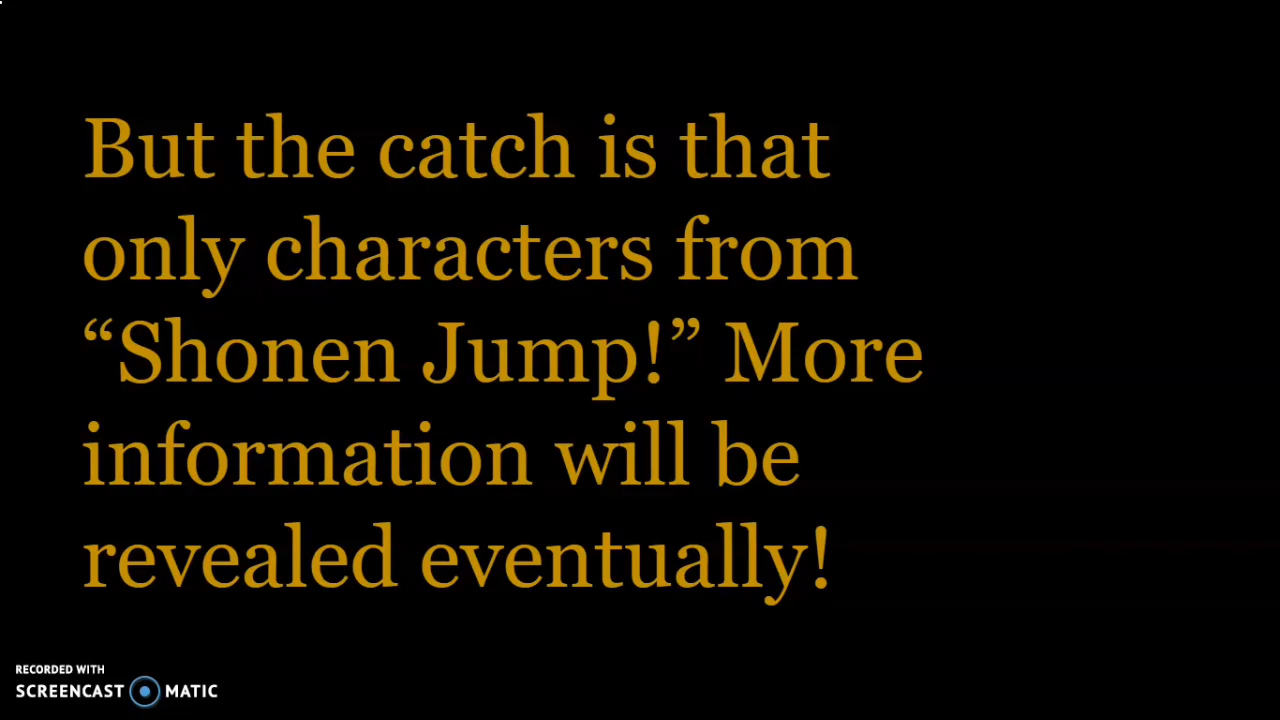 But the catch is that
only characters from
“Shonen Jump!” More
information will be
revealed eventually!
RECORDED WITH
SCREENCAST MATIC